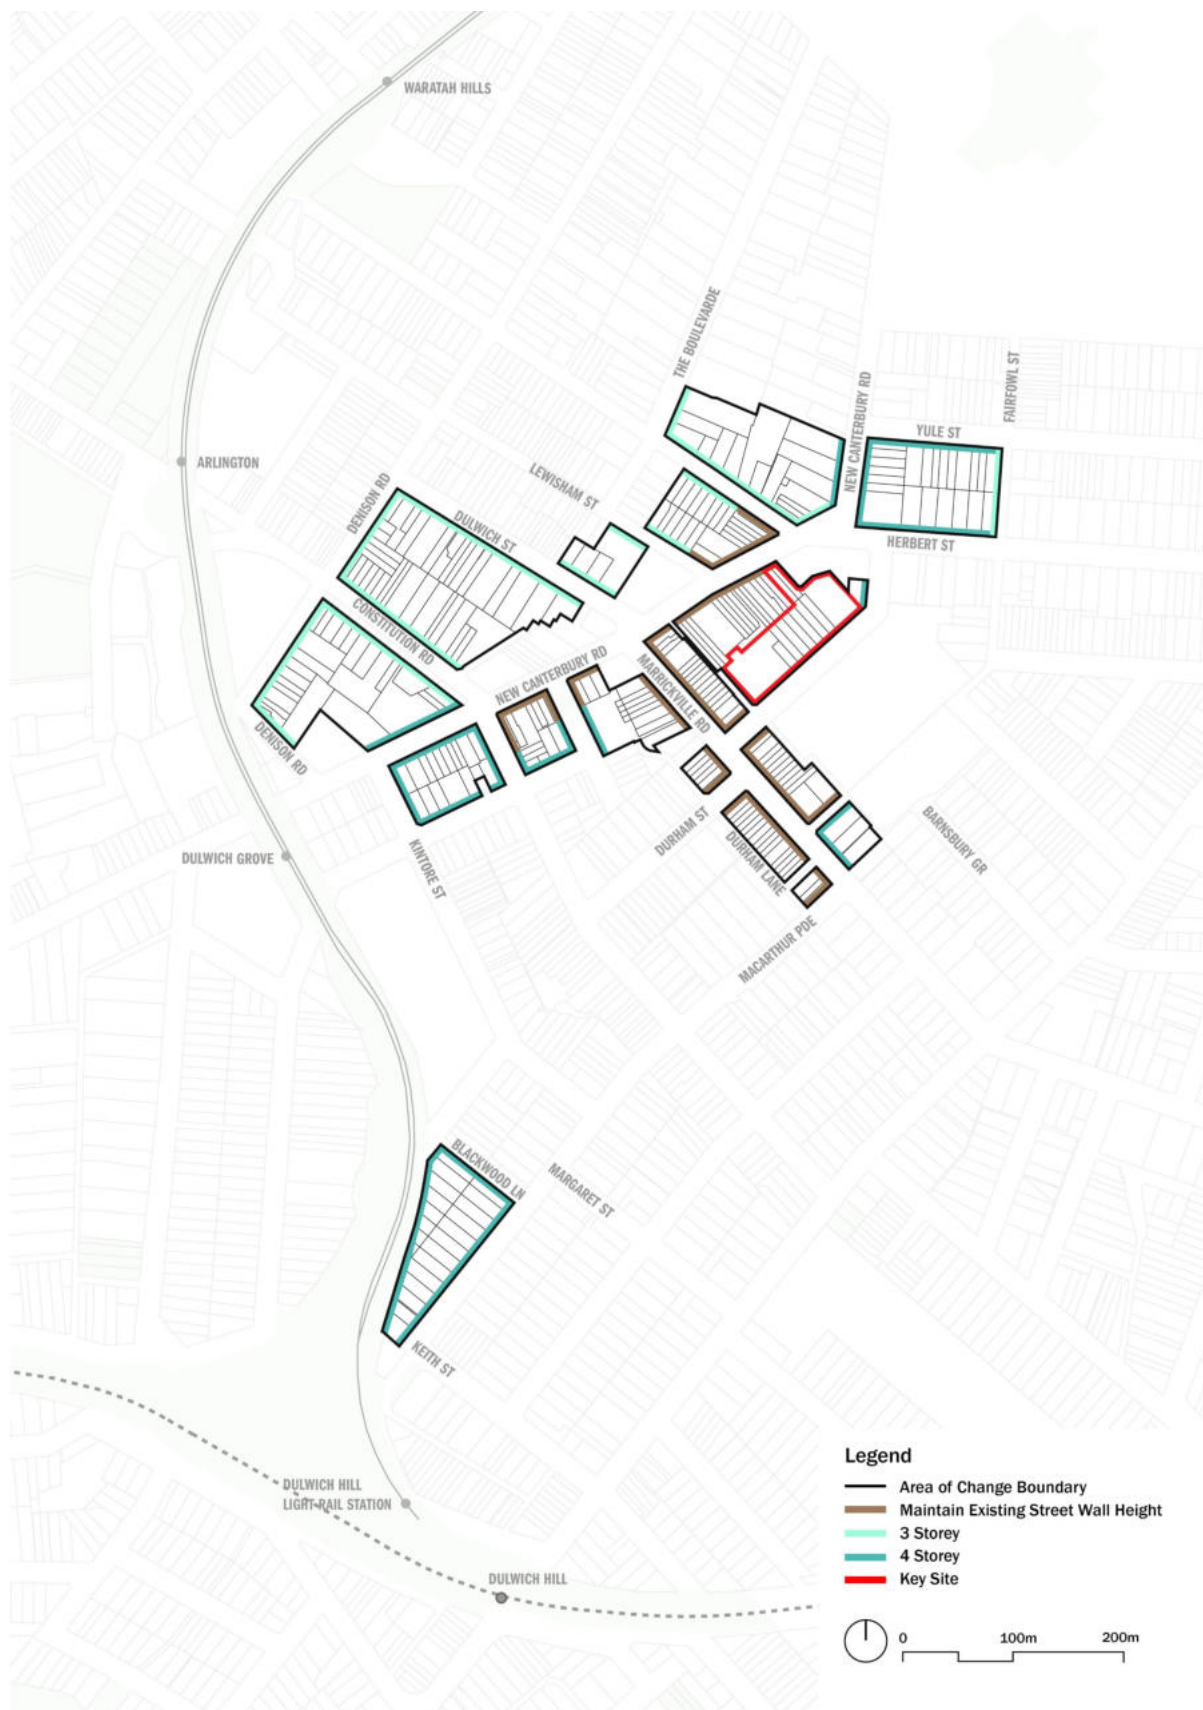 WARATAH HILLS
THE BOULEVARDE
NEW CANTERBURY RD
FAIRFOWL ST
YULE ST
ARLINGTON
LEWISHAM ST
DENISON RD
DULWICH ST
HERBERT ST
CONSTITUTION RD
NEW CANTERBURY RD
MARRICKVILLE RD
DENISON RD
DURHAM ST
DURHAM LANE
BARNSBURY GR
DULWICH GROVE
KINTORE ST
MACARTHUR PDE
BLACKWOOD LN
MARGARET ST
KEITH ST
DULWICH HILL
LIGHT RAIL STATION
DULWICH HILL
Legend
Area of Change Boundary
Maintain Existing Street Wall Height
3 Storey
4 Storey
Key Site
0 100m 200m